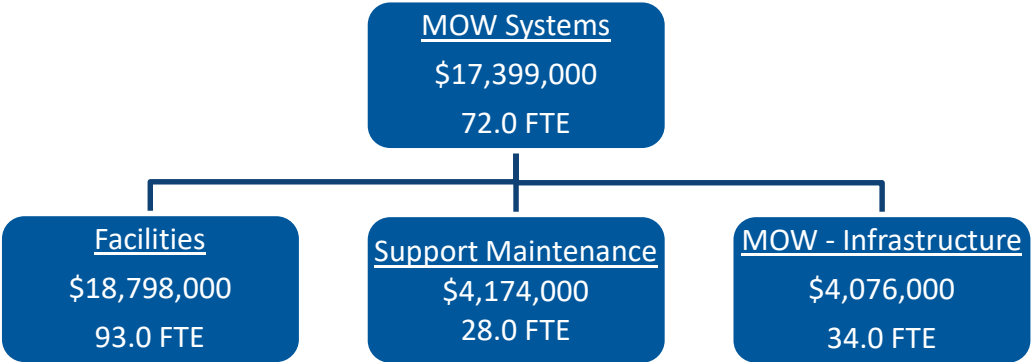 MOW Systems
$17,399,000
72.0 FTE
Facilities
$18,798,000
93.0 FTE
Support Maintenance
$4,174,000
28.0 FTE
MOW - Infrastructure
$4,076,000
34.0 FTE